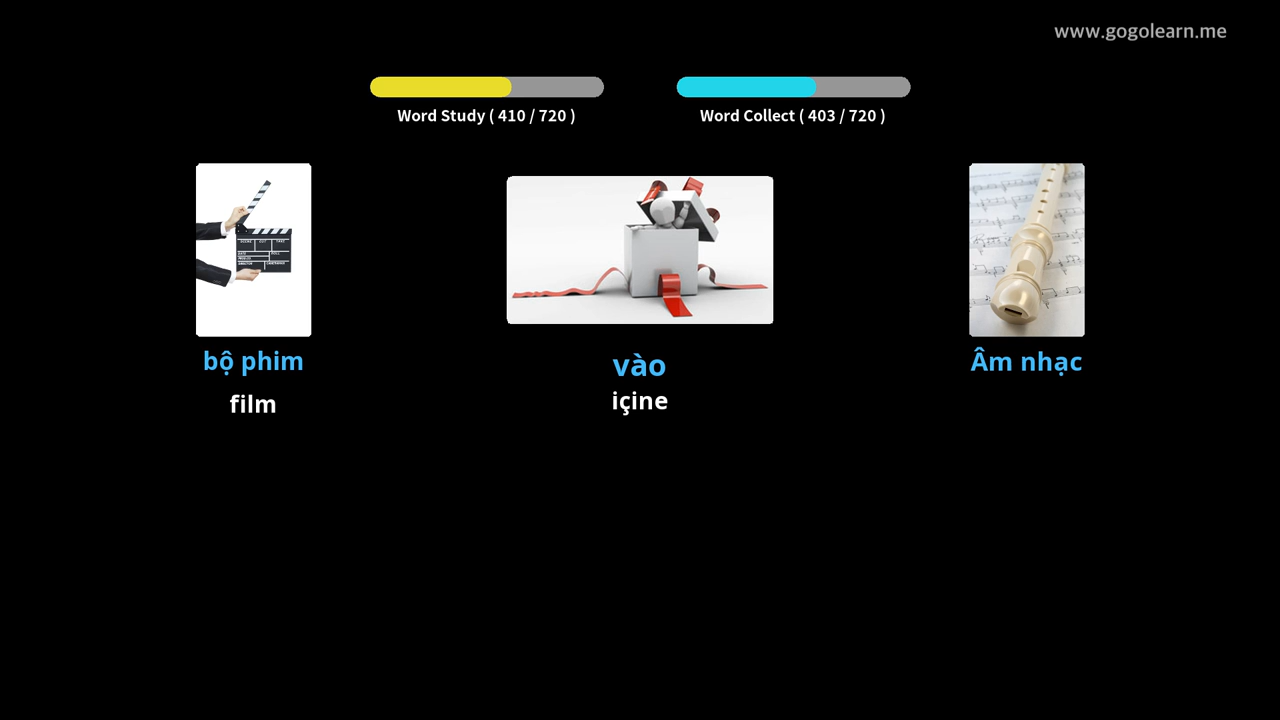 www.gogolearn.me
Word Study ( 410 / 720 )
Word Collect ( 403 / 720 )
bộ phim
film
vào
içine
Âm nhạc